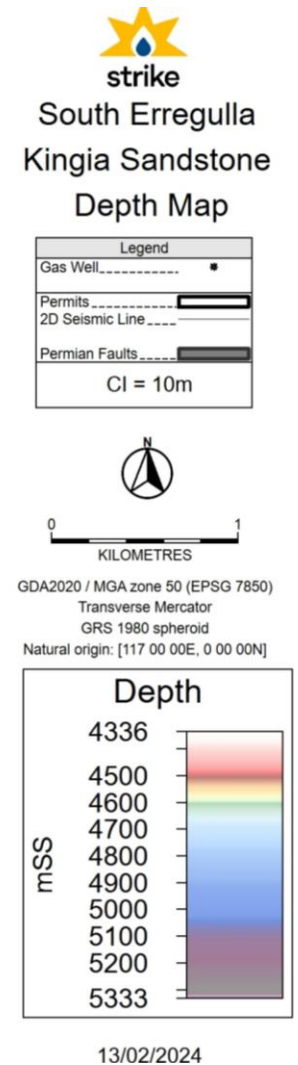 strike
South Erregulla
Kingia Sandstone
Depth Map
Legend
Gas Well
Permits
2D Seismic Line
Permian Faults
CI = 10m
N
0 1
KILOMETRES
GDA2020 / MGA zone 50 (EPSG 7850)
Transverse Mercator
GRS 1980 spheroid
Natural origin: [117 00 00E, 0 00 00N]
Depth
mSS
4336
4500
4600
4700
4800
4900
5000
5100
5200
5333
13/02/2024